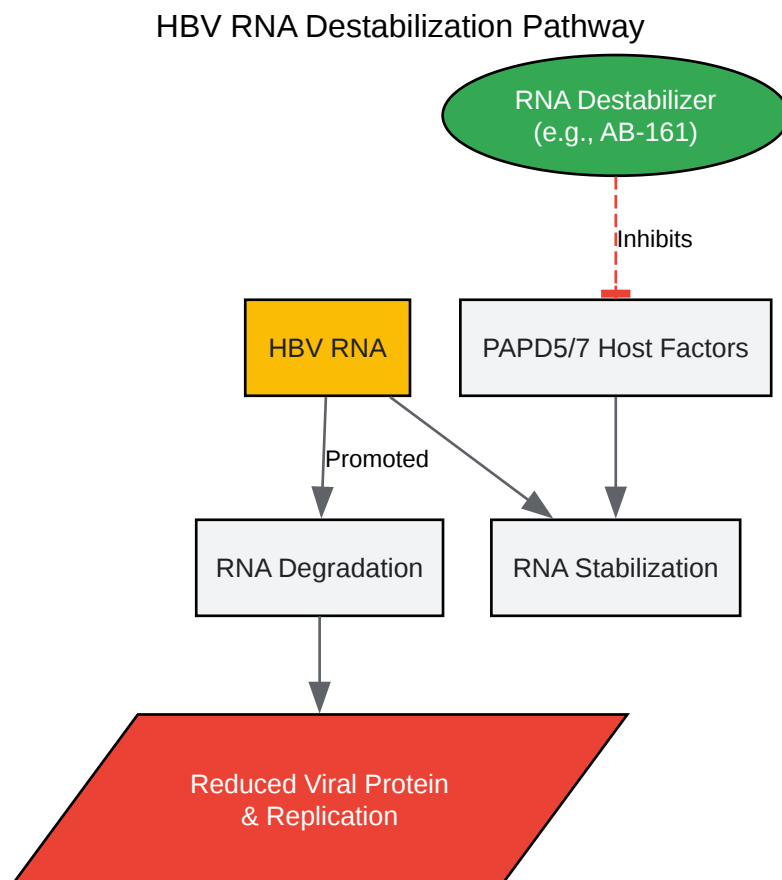 HBV RNA Destabilization Pathway
RNA Destabilizer
(e.g., AB-161)
Inhibits
HBV RNA
PAPD5/7 Host Factors
Promoted
RNA Degradation
RNA Stabilization
Reduced Viral Protein
& Replication